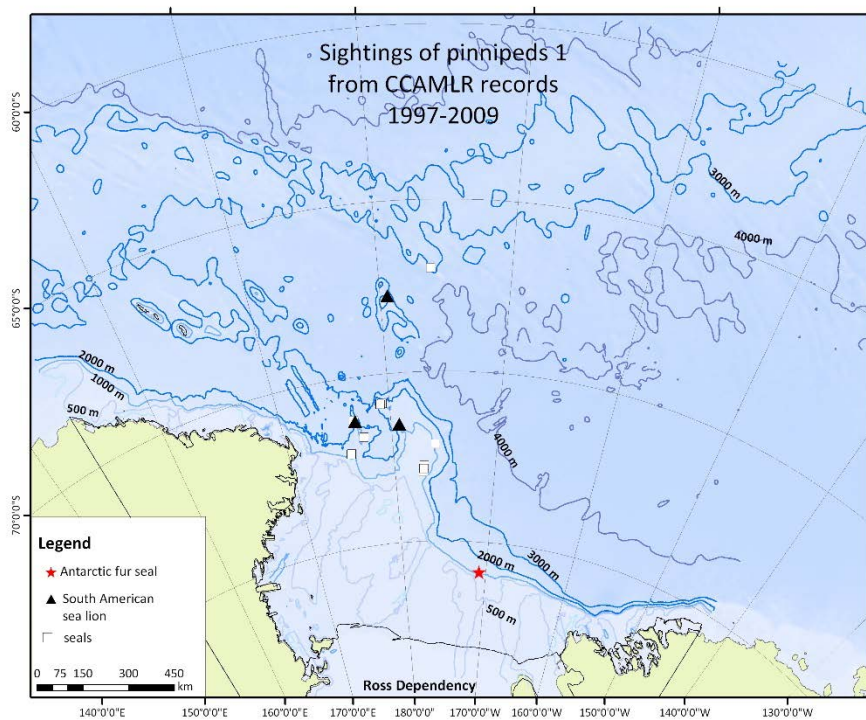 Sightings of pinnipeds 1
from CCAMLR records
1997-2009
60°0'0"S
65°0'0"S
70°0'0"S
3000 m
4000 m
2000 m
1000 m
500 m
4000 m
2000 m
3000 m
500 m
Legend
Antarctic fur seal
South American
sea lion
seals
0 75 150 300 450
km
Ross Dependency
140°0'0"E
150°0'0"E
160°0'0"E
170°0'0"E
180°0'0"
170°0'0"W
160°0'0"W
150°0'0"W
140°0'0"W
130°0'0"W